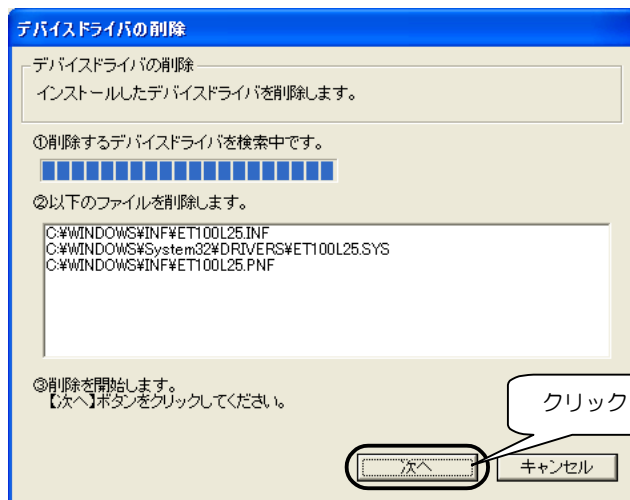 デバイスドライバの削除
デバイスドライバの削除
インストールしたデバイスドライバを削除します。
①削除するデバイスドライバを検索中です。
②以下のファイルを削除します。
C:¥WINDOWS¥INF¥ET100L25.INF
C:¥WINDOWS¥System32¥DRIVERS¥ET100L25.SYS
C:¥WINDOWS¥INF¥ET100L25.PNF
③削除を開始します。
【次へ】ボタンをクリックしてください。
クリック
次へ
キャンセル